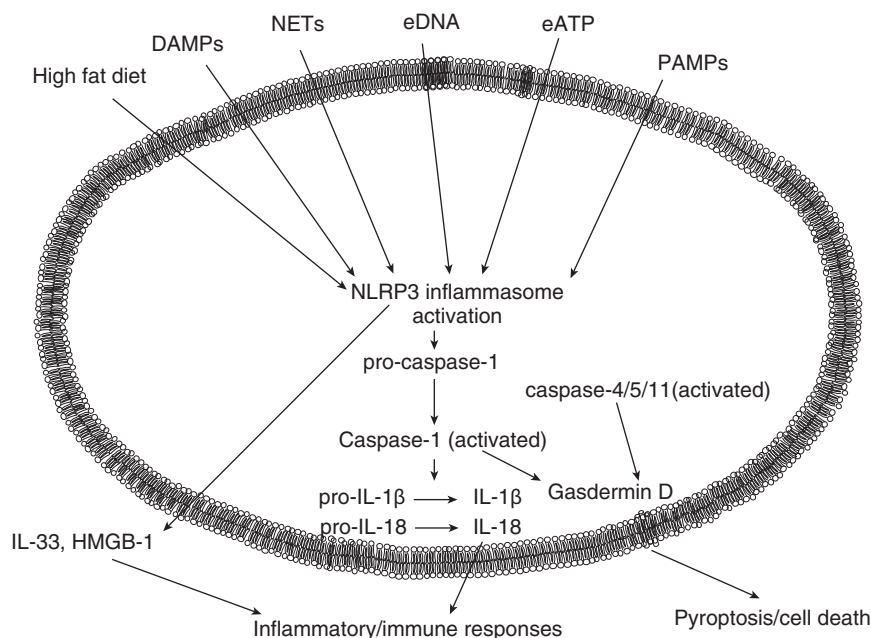 NETs
eDNA
eATP
DAMPs
PAMPs
High fat diet
NLRP3 inflammasome
activation
pro-caspase-1
caspase-4/5/11(activated)
Caspase-1 (activated)
pro-IL-1β
IL-1β
Gasdermin D
pro-IL-18
IL-18
IL-33, HMGB-1
Inflammatory/immune responses
Pyroptosis/cell death